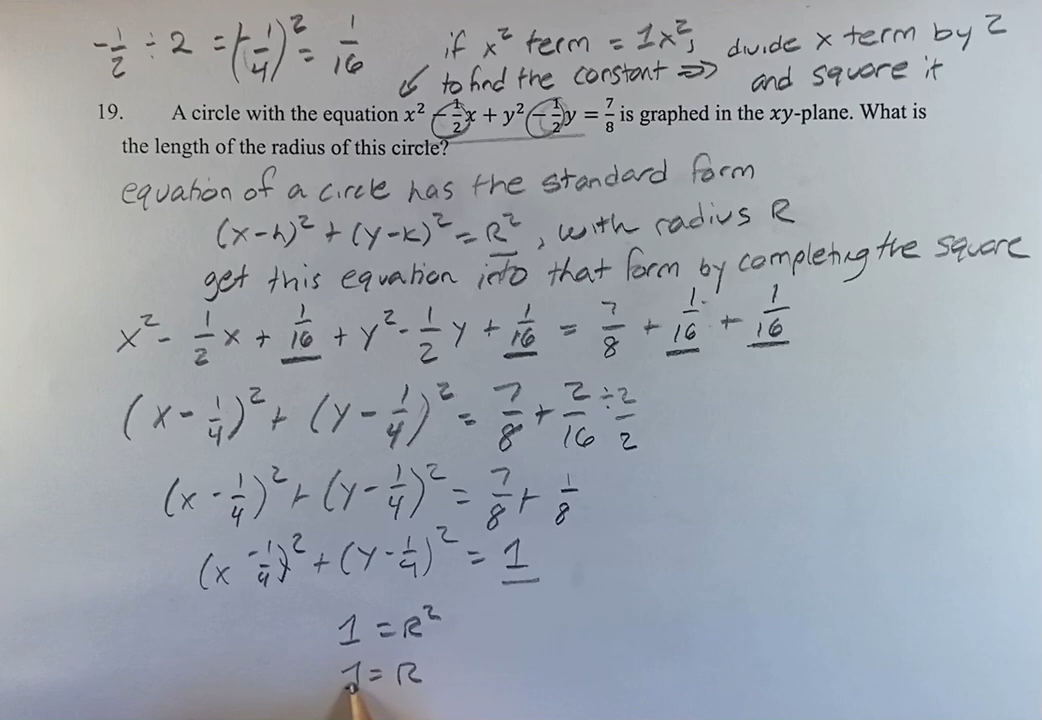 -1/2 ÷ 2 = (-1/4)² = 1/16
if x² term = 1x², divide x term by 2
↙ to find the constant ⇒ and square it
19. A circle with the equation x² − 1/2x + y² − 1/2y = 7/8 is graphed in the xy-plane. What is
the length of the radius of this circle?
equation of a circle has the standard form
(x-h)² + (y-k)² = R², with radius R
get this equation into that form by completing the square
x² - 1/2 x + 1/16 + y² - 1/2 y + 1/16 = 7/8 + 1/16 + 1/16
(x - 1/4)² + (y - 1/4)² = 7/8 + 2/16 ÷ 2/2
(x - 1/4)² + (y - 1/4)² = 7/8 + 1/8
(x - 1/4)² + (y - 1/4)² = 1
1 = R²
1 = R